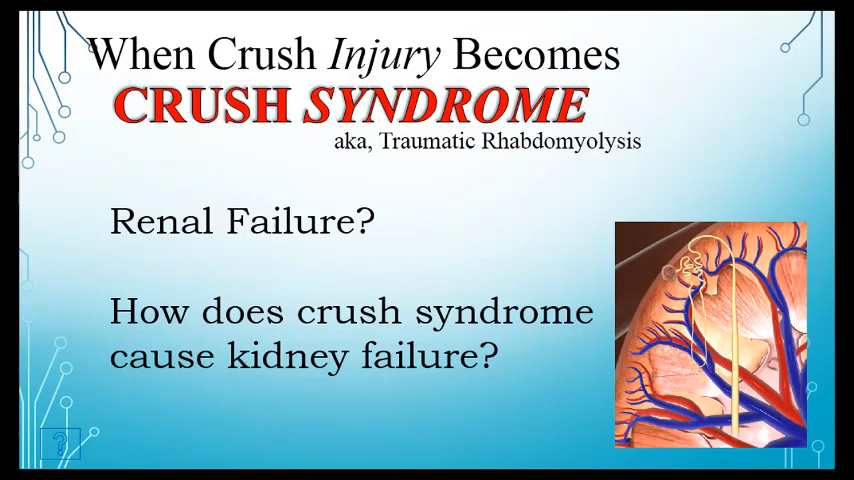 When Crush Injury Becomes
CRUSH SYNDROME
aka, Traumatic Rhabdomyolysis
Renal Failure?
How does crush syndrome
cause kidney failure?
?